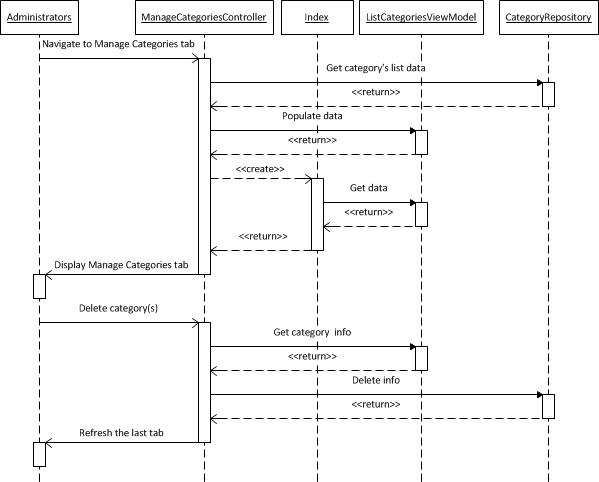 Administrators
ManageCategoriesController
Index
ListCategoriesViewModel
CategoryRepository
Navigate to Manage Categories tab
Get category's list data
<<return>>
Populate data
<<return>>
<<create>>
Get data
<<return>>
<<return>>
Display Manage Categories tab
Delete category(s)
Get category info
<<return>>
Delete info
<<return>>
Refresh the last tab